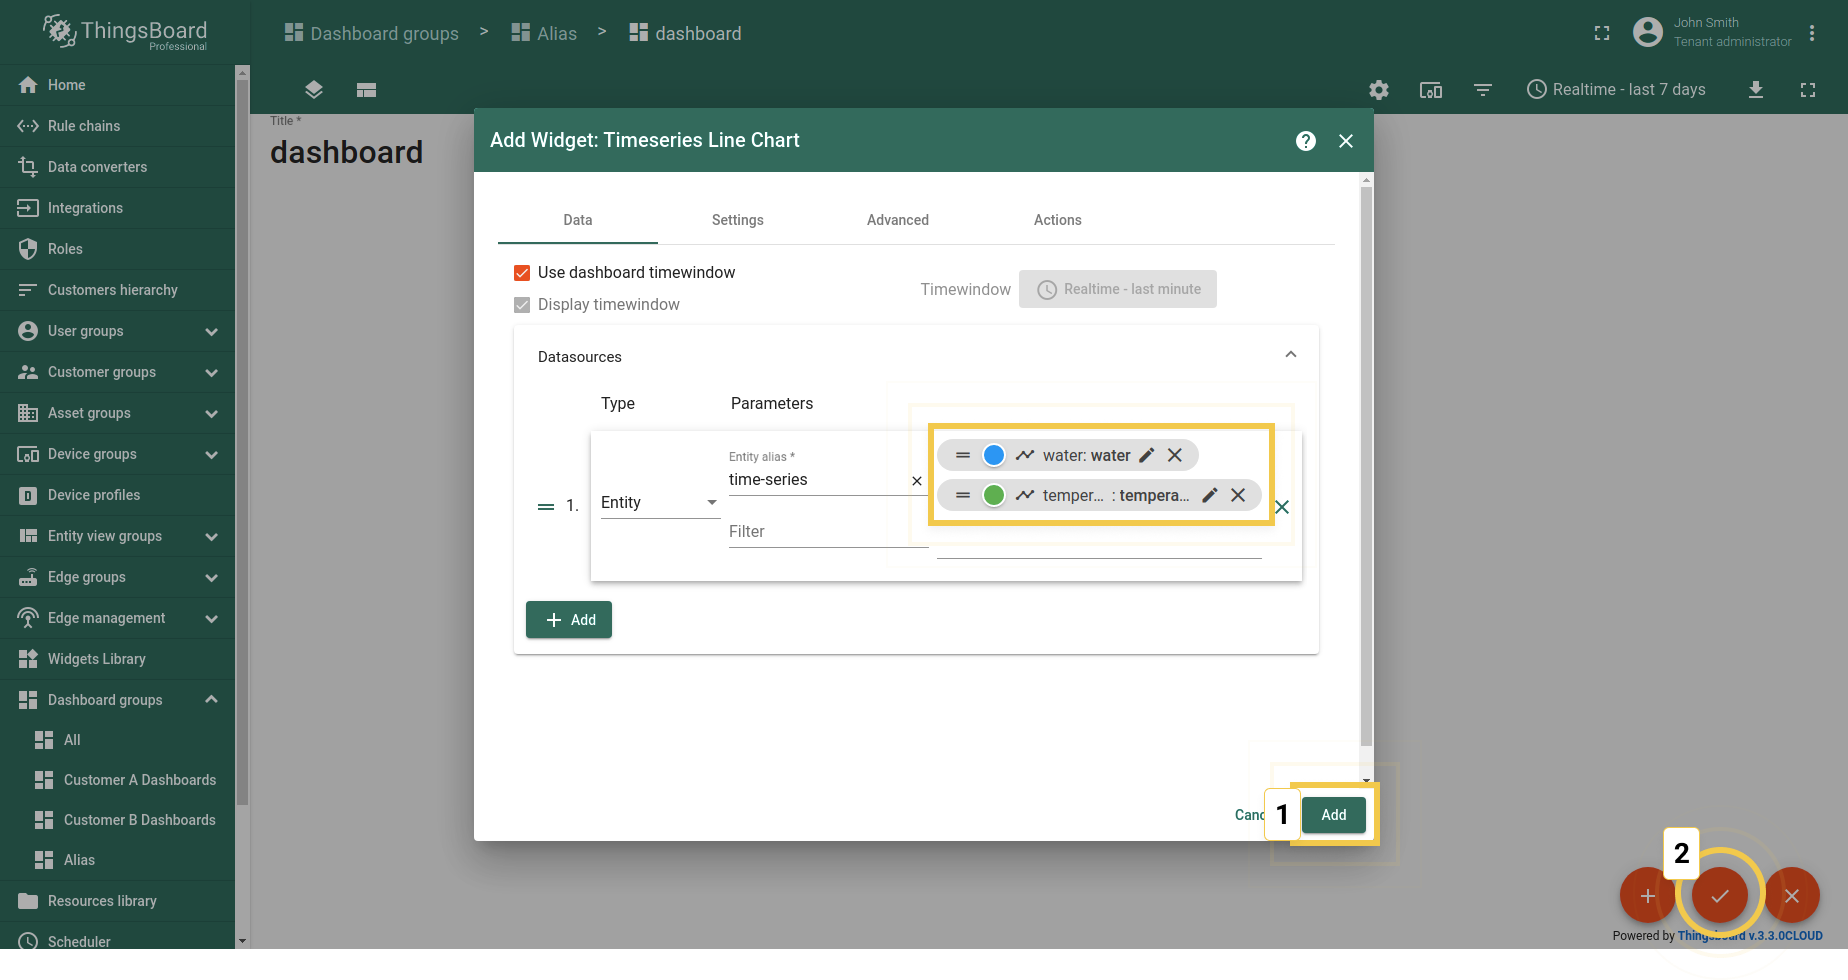 ThingsBoard
Professional
Dashboard groups > Alias > dashboard
John Smith
Tenant administrator
Realtime - last 7 days
Home
Rule chains
Data converters
Integrations
Roles
Customers hierarchy
User groups
Customer groups
Asset groups
Device groups
Device profiles
Entity view groups
Edge groups
Edge management
Widgets Library
Dashboard groups
All
Customer A Dashboards
Customer B Dashboards
Alias
Resources library
Scheduler
Title *
dashboard
Add Widget: Timeseries Line Chart
Data Settings Advanced Actions
Use dashboard timewindow
Display timewindow
Timewindow Realtime - last minute
Datasources
Type Parameters
1. Entity
Entity alias *
time-series
Filter
water: water
temper... : tempera...
+ Add
1 Add
2
Powered by Thingsboard v.3.3.0CLOUD